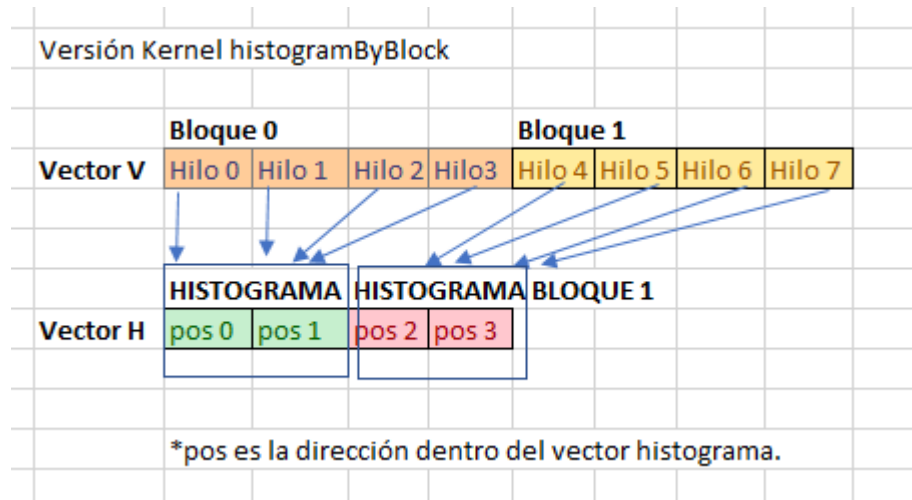 Versión Kernel histogramByBlock
Bloque 0 Bloque 1
Vector V Hilo 0 Hilo 1 Hilo 2 Hilo3 Hilo 4 Hilo 5 Hilo 6 Hilo 7
HISTOGRAMA HISTOGRAMA BLOQUE 1
Vector H pos 0 pos 1 pos 2 pos 3
*pos es la dirección dentro del vector histograma.